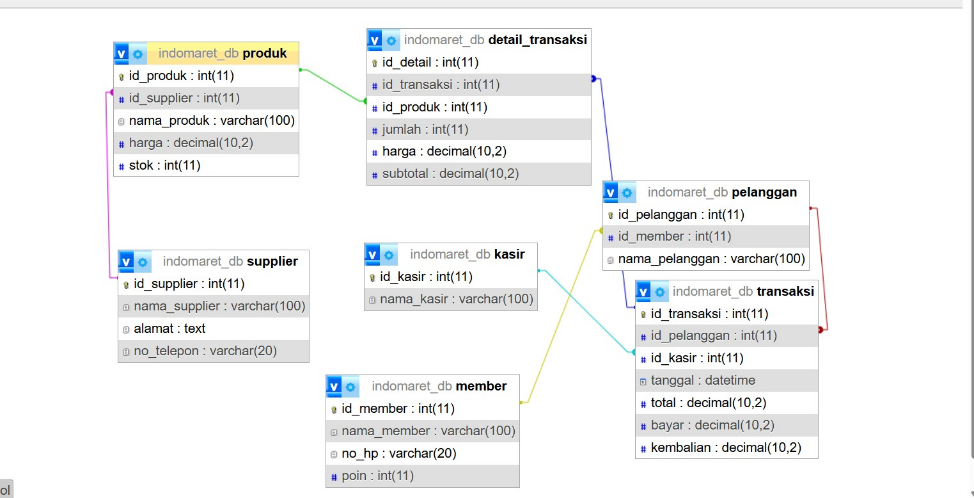 indomaret_db produk
id_produk : int(11)
id_supplier : int(11)
nama_produk : varchar(100)
harga : decimal(10,2)
stok : int(11)
indomaret_db detail_transaksi
id_detail : int(11)
id_transaksi : int(11)
id_produk : int(11)
jumlah : int(11)
harga : decimal(10,2)
subtotal : decimal(10,2)
indomaret_db pelanggan
id_pelanggan : int(11)
id_member : int(11)
nama_pelanggan : varchar(100)
indomaret_db supplier
id_supplier : int(11)
nama_supplier : varchar(100)
alamat : text
no_telepon : varchar(20)
indomaret_db kasir
id_kasir : int(11)
nama_kasir : varchar(100)
indomaret_db transaksi
id_transaksi : int(11)
id_pelanggan : int(11)
id_kasir : int(11)
tanggal : datetime
total : decimal(10,2)
bayar : decimal(10,2)
kembalian : decimal(10,2)
indomaret_db member
id_member : int(11)
nama_member : varchar(100)
no_hp : varchar(20)
poin : int(11)
ol